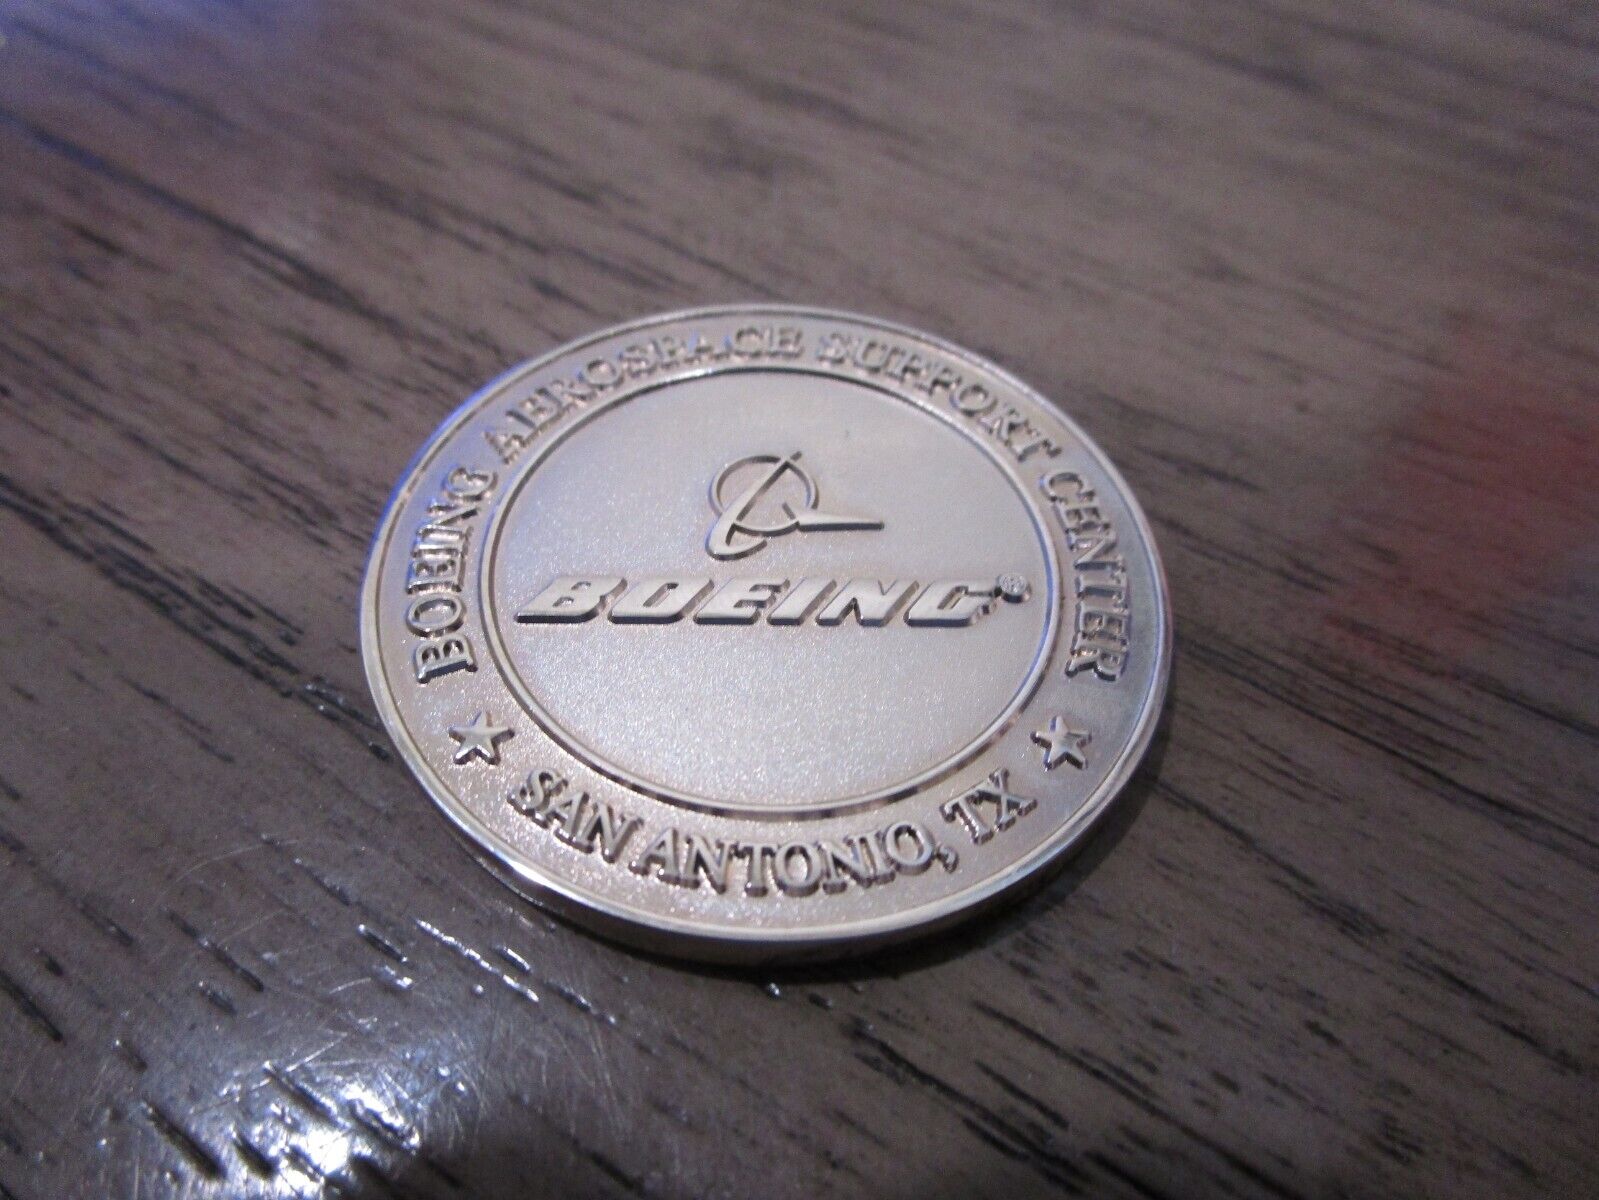 BOEING AEROSPACE SUPPORT CENTER
BOEING®
★ SAN ANTONIO, TX ★